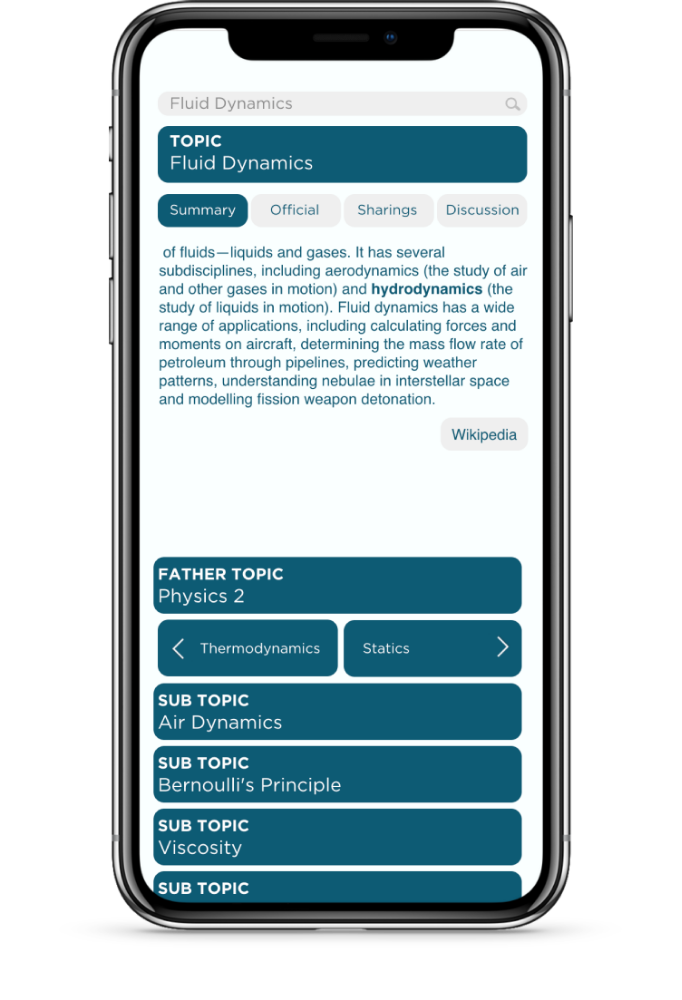 Fluid Dynamics
TOPIC
Fluid Dynamics
Summary Official Sharings Discussion
of fluids—liquids and gases. It has several
subdisciplines, including aerodynamics (the study of air
and other gases in motion) and hydrodynamics (the
study of liquids in motion). Fluid dynamics has a wide
range of applications, including calculating forces and
moments on aircraft, determining the mass flow rate of
petroleum through pipelines, predicting weather
patterns, understanding nebulae in interstellar space
and modelling fission weapon detonation.
Wikipedia
FATHER TOPIC
Physics 2
Thermodynamics Statics
SUB TOPIC
Air Dynamics
SUB TOPIC
Bernoulli's Principle
SUB TOPIC
Viscosity
SUB TOPIC